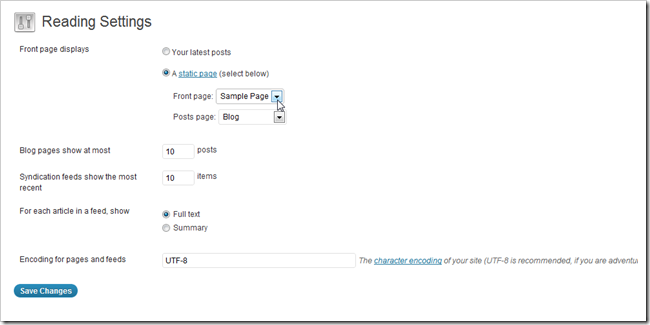 Reading Settings
Front page displays
Your latest posts
A static page (select below)
Front page: Sample Page
Posts page: Blog
Blog pages show at most 10 posts
Syndication feeds show the most recent 10 items
For each article in a feed, show
Full text
Summary
Encoding for pages and feeds UTF-8 The character encoding of your site (UTF-8 is recommended, if you are
Save Changes